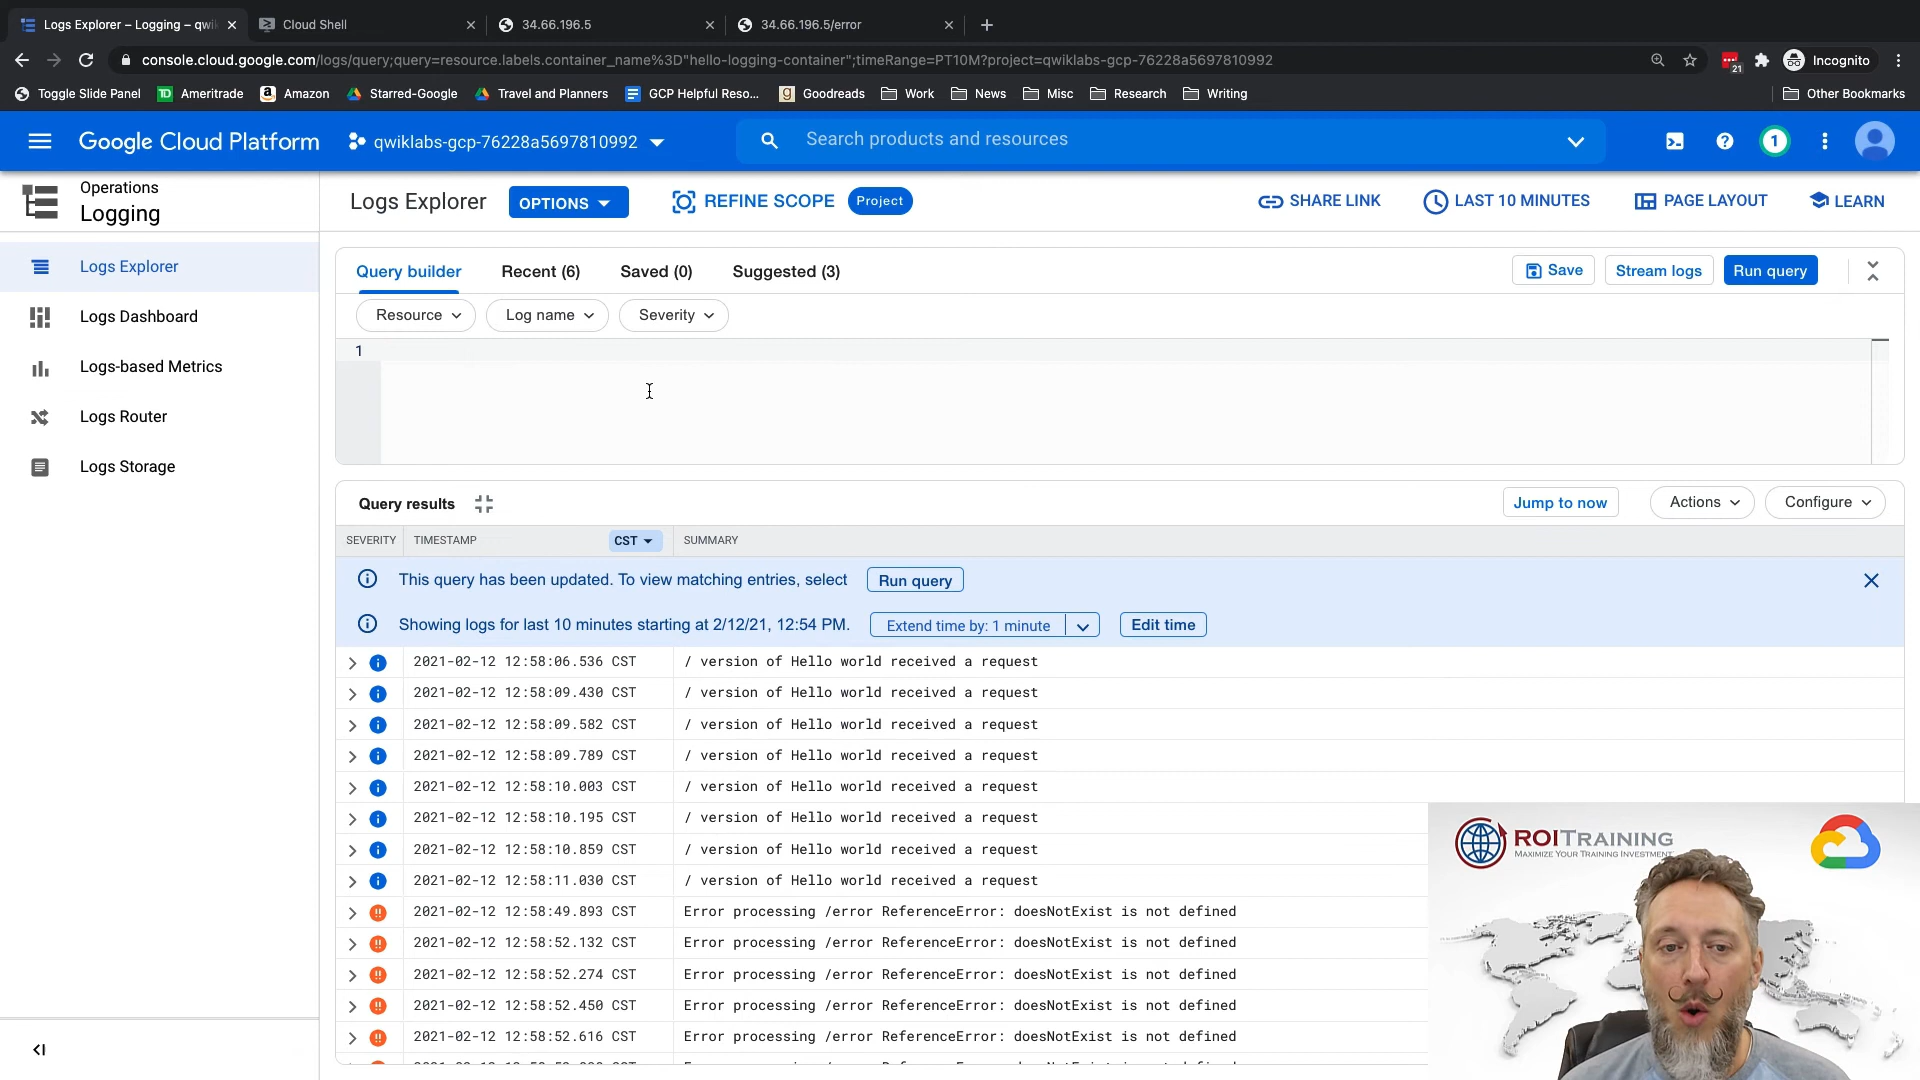 Logs Explorer – Logging – qwi
Cloud Shell
34.66.196.5
34.66.196.5/error
console.cloud.google.com/logs/query;query=resource.labels.container_name%3D"hello-logging-container";timeRange=PT10M?project=qwiklabs-gcp-76228a5697810992
21
Incognito
Toggle Slide Panel
TD Ameritrade
Amazon
Starred-Google
Travel and Planners
GCP Helpful Reso...
Goodreads
Work
News
Misc
Research
Writing
Other Bookmarks
Google Cloud Platform
qwiklabs-gcp-76228a5697810992
Search products and resources
1
Operations
Logging
Logs Explorer
OPTIONS
REFINE SCOPE
Project
SHARE LINK
LAST 10 MINUTES
PAGE LAYOUT
LEARN
Logs Explorer
Logs Dashboard
Logs-based Metrics
Logs Router
Logs Storage
Query builder
Recent (6)
Saved (0)
Suggested (3)
Save
Stream logs
Run query
Resource
Log name
Severity
1
Query results
Jump to now
Actions
Configure
SEVERITY TIMESTAMP CST SUMMARY
This query has been updated. To view matching entries, select Run query
Showing logs for last 10 minutes starting at 2/12/21, 12:54 PM. Extend time by: 1 minute Edit time
2021-02-12 12:58:06.536 CST / version of Hello world received a request
2021-02-12 12:58:09.430 CST / version of Hello world received a request
2021-02-12 12:58:09.582 CST / version of Hello world received a request
2021-02-12 12:58:09.789 CST / version of Hello world received a request
2021-02-12 12:58:10.003 CST / version of Hello world received a request
2021-02-12 12:58:10.195 CST / version of Hello world received a request
2021-02-12 12:58:10.859 CST / version of Hello world received a request
2021-02-12 12:58:11.030 CST / version of Hello world received a request
2021-02-12 12:58:49.893 CST Error processing /error ReferenceError: doesNotExist is not defined
2021-02-12 12:58:52.132 CST Error processing /error ReferenceError: doesNotExist is not defined
2021-02-12 12:58:52.274 CST Error processing /error ReferenceError: doesNotExist is not defined
2021-02-12 12:58:52.450 CST Error processing /error ReferenceError: doesNotExist is not defined
2021-02-12 12:58:52.616 CST Error processing /error ReferenceError: doesNotExist is not defined
ROITRAINING
MAXIMIZE YOUR TRAINING INVESTMENT